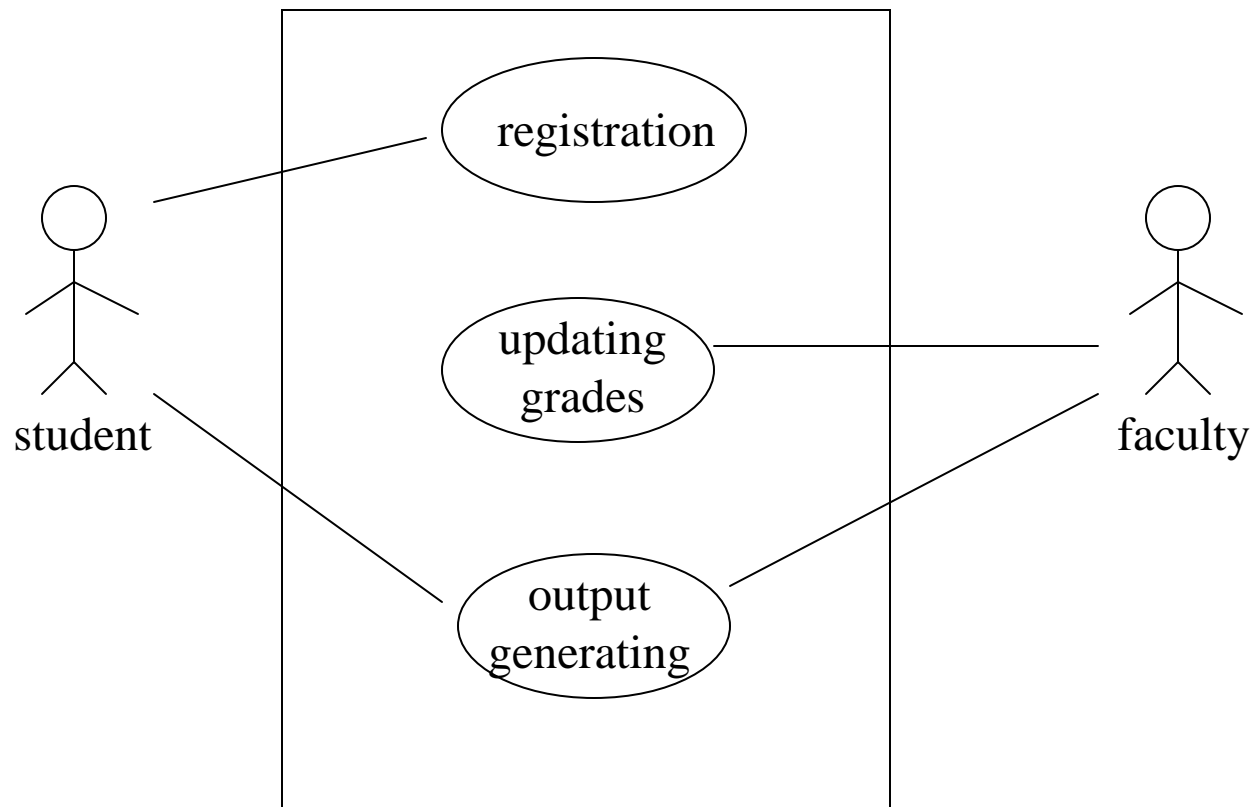 registration
updating
grades
student
faculty
output
generating